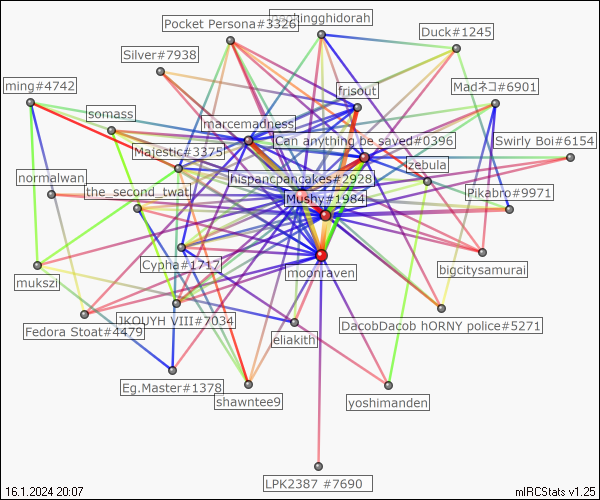 Pocket Persona#3326
Duck#1245
Silver#7938
ming#4742
frisout
Madネコ#6901
somass
marcemadness
Can anything be saved#0396
Swirly Boi#6154
Majestic#3375
zebula
normalwan
the_second_twat
hispancpancakes#2928
Mushy#1984
Pikabro#9971
Cypha#1717
moonraven
bigcitysamurai
mukszi
Fedora Stoat#4479
JKOUYH VIII#7034
eliakith
DacobDacob hORNY police#5271
Eg.Master#1378
shawntee9
yoshimanden
LPK2387 #7690
16.1.2024 20:07
mIRCStats v1.25